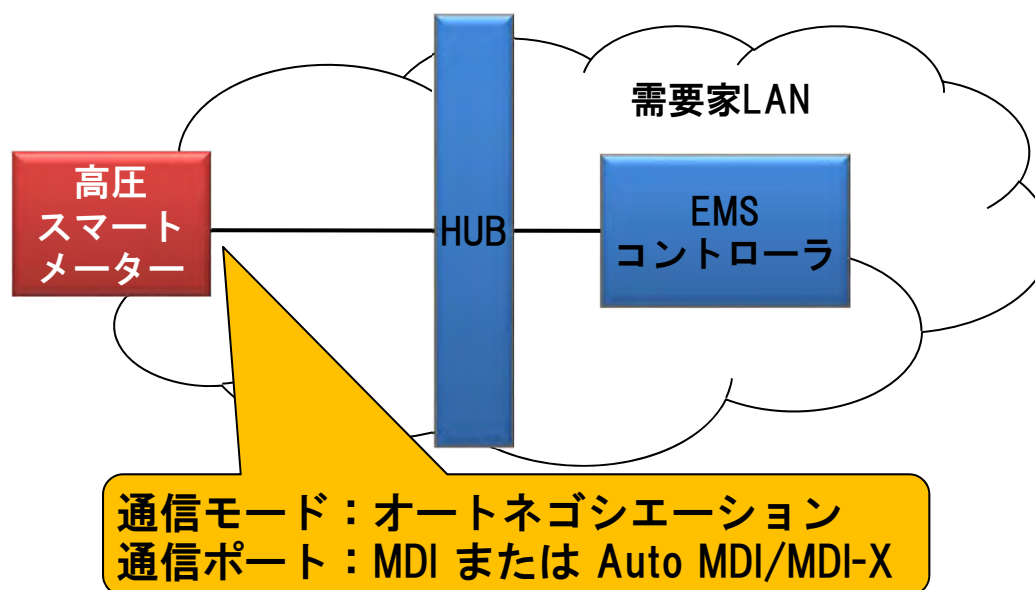 需要家LAN
高圧
スマート
メーター
HUB
EMS
コントローラ
通信モード：オートネゴシエーション
通信ポート：MDI または Auto MDI/MDI-X